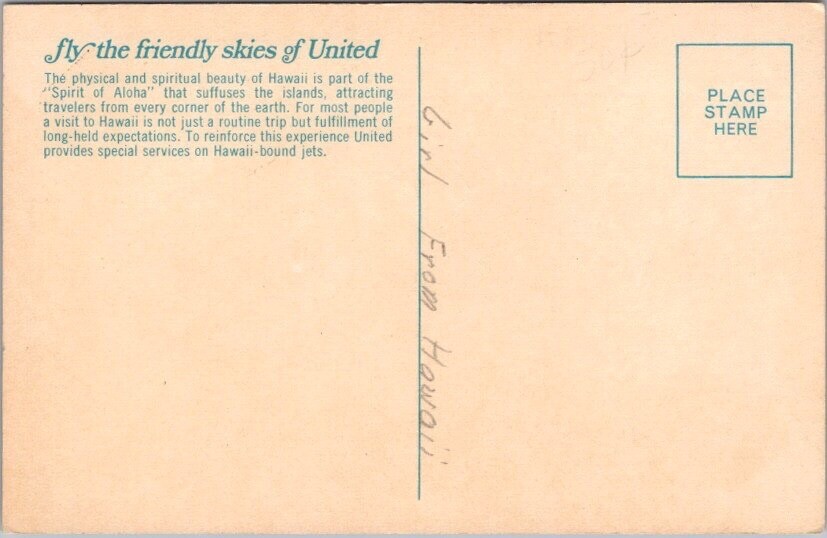 fly the friendly skies of United
The physical and spiritual beauty of Hawaii is part of the
"Spirit of Aloha" that suffuses the islands, attracting
travelers from every corner of the earth. For most people
a visit to Hawaii is not just a routine trip but fulfillment of
long-held expectations. To reinforce this experience United
provides special services on Hawaii-bound jets.
Girl From Hawaii
PLACE
STAMP
HERE